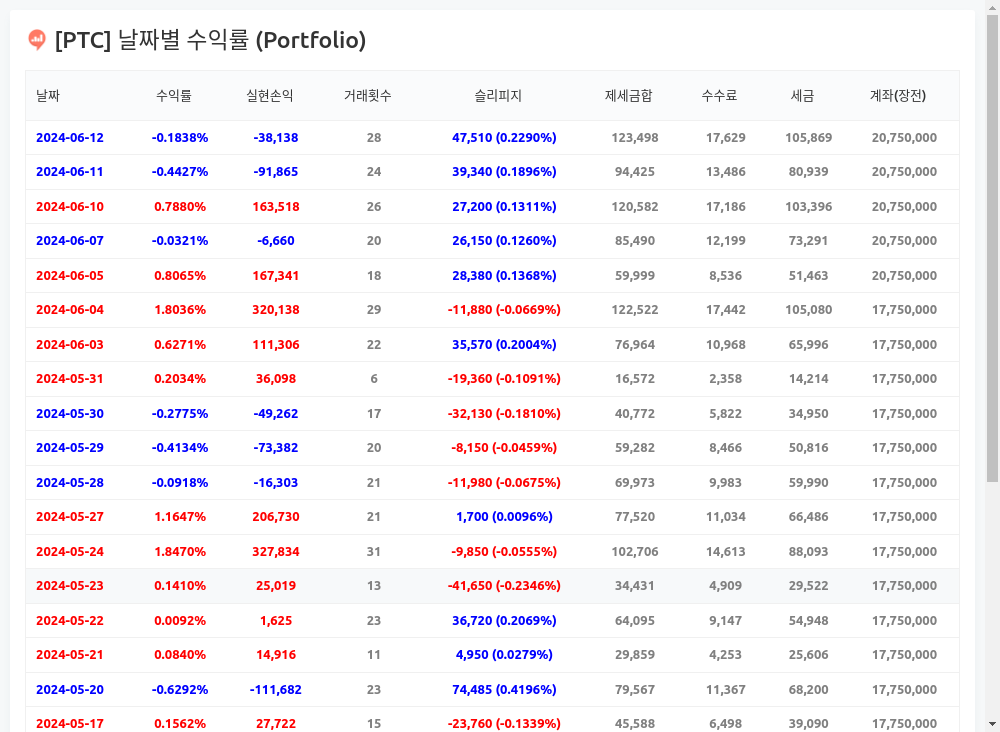 [PTC] 날짜별 수익률 (Portfolio)
날짜 수익률 실현손익 거래횟수 슬리피지 제세금합 수수료 세금 계좌(장전)
2024-06-12 -0.1838% -38,138 28 47,510 (0.2290%) 123,498 17,629 105,869 20,750,000
2024-06-11 -0.4427% -91,865 24 39,340 (0.1896%) 94,425 13,486 80,939 20,750,000
2024-06-10 0.7880% 163,518 26 27,200 (0.1311%) 120,582 17,186 103,396 20,750,000
2024-06-07 -0.0321% -6,660 20 26,150 (0.1260%) 85,490 12,199 73,291 20,750,000
2024-06-05 0.8065% 167,341 18 28,380 (0.1368%) 59,999 8,536 51,463 20,750,000
2024-06-04 1.8036% 320,138 29 -11,880 (-0.0669%) 122,522 17,442 105,080 17,750,000
2024-06-03 0.6271% 111,306 22 35,570 (0.2004%) 76,964 10,968 65,996 17,750,000
2024-05-31 0.2034% 36,098 6 -19,360 (-0.1091%) 16,572 2,358 14,214 17,750,000
2024-05-30 -0.2775% -49,262 17 -32,130 (-0.1810%) 40,772 5,822 34,950 17,750,000
2024-05-29 -0.4134% -73,382 20 -8,150 (-0.0459%) 59,282 8,466 50,816 17,750,000
2024-05-28 -0.0918% -16,303 21 -11,980 (-0.0675%) 69,973 9,983 59,990 17,750,000
2024-05-27 1.1647% 206,730 21 1,700 (0.0096%) 77,520 11,034 66,486 17,750,000
2024-05-24 1.8470% 327,834 31 -9,850 (-0.0555%) 102,706 14,613 88,093 17,750,000
2024-05-23 0.1410% 25,019 13 -41,650 (-0.2346%) 34,431 4,909 29,522 17,750,000
2024-05-22 0.0092% 1,625 23 36,720 (0.2069%) 64,095 9,147 54,948 17,750,000
2024-05-21 0.0840% 14,916 11 4,950 (0.0279%) 29,859 4,253 25,606 17,750,000
2024-05-20 -0.6292% -111,682 23 74,485 (0.4196%) 79,567 11,367 68,200 17,750,000
2024-05-17 0.1562% 27,722 15 -23,760 (-0.1339%) 45,588 6,498 39,090 17,750,000